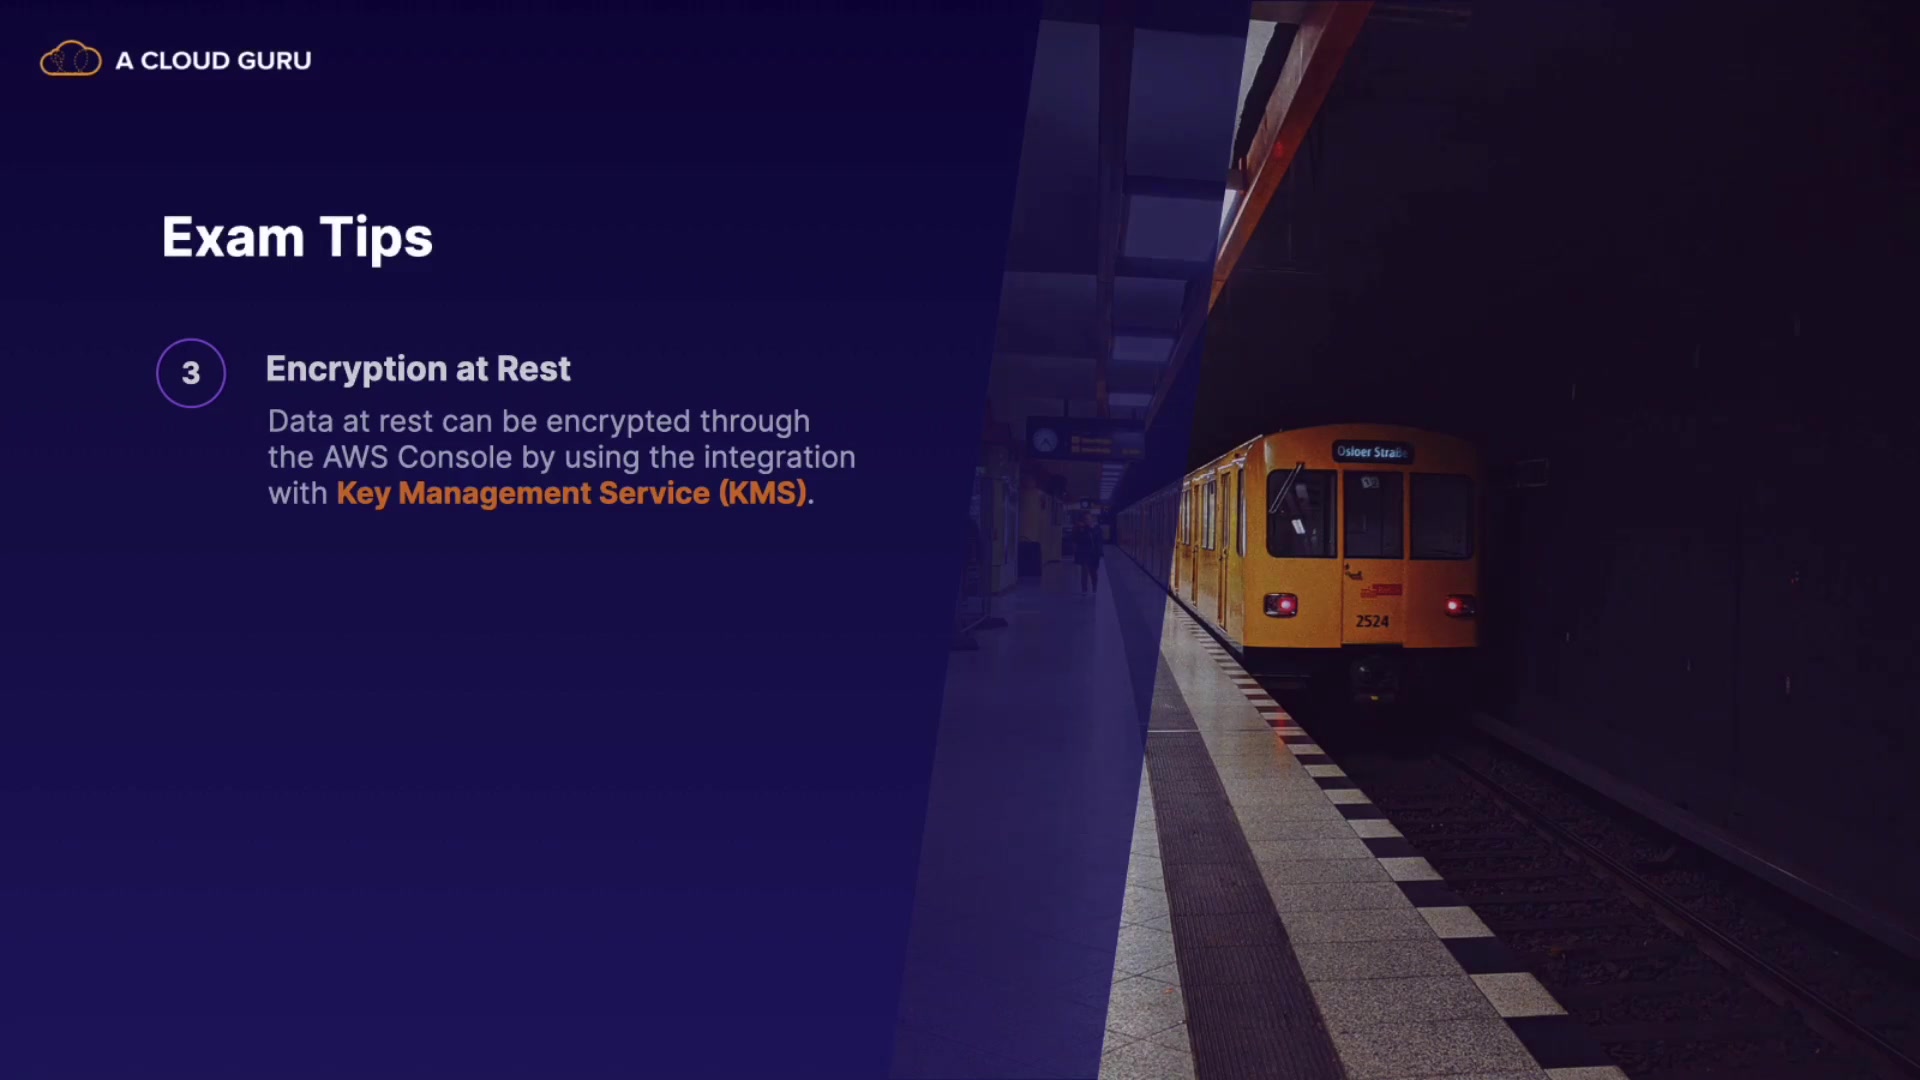 A CLOUD GURU
Exam Tips
3
Encryption at Rest
Data at rest can be encrypted through
the AWS Console by using the integration
with Key Management Service (KMS).
Osloer Straße
2524